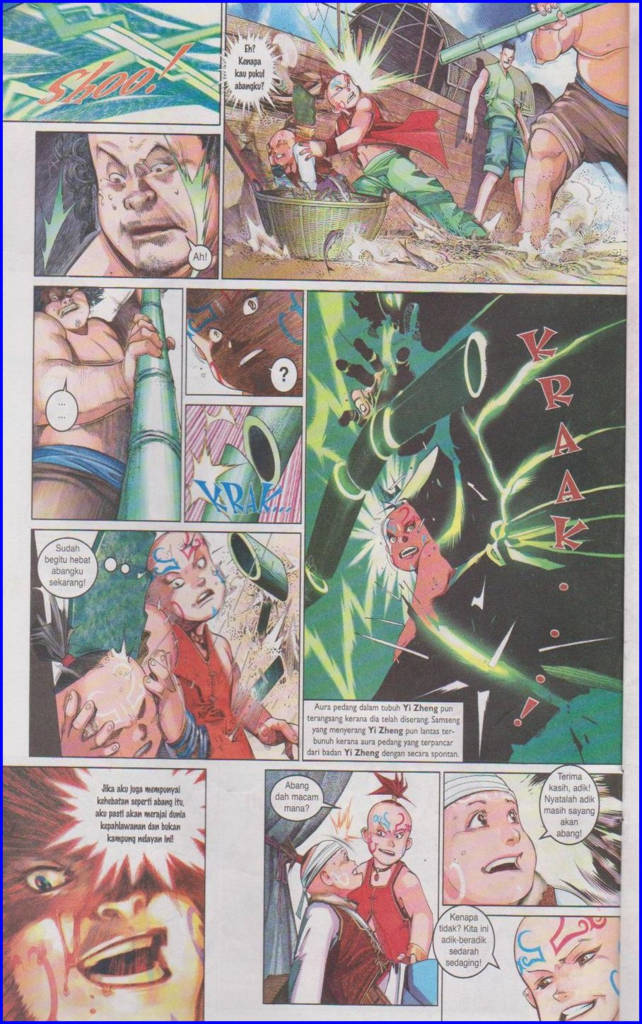 Shoo!
Eh?
Kenapa
kau pukul
abangku?
Ah!
...
...
?
KRAK...
KRAAK....!
Aura pedang dalam tubuh Yi Zheng pun
terangsang kerana dia telah diserang. Samseng
yang menyerang Yi Zheng pun lantas ter-
bunuh kerana aura pedang yang terpancar
dari badan Yi Zheng dengan secara spontan.
Sudah
begitu hebat
abangku
sekarang!
Jika aku juga mempunyai
kehebatan seperti abang itu,
aku pasti akan merajai dunia
kepahlawanan dan bukan
kampung nelayan ini!
Abang
dah macam
mana?
Terima
kasih, adik!
Nyatalah adik
masih sayang
akan
abang!
Kenapa
tidak? Kita ini
adik-beradik
sedarah
sedaging!